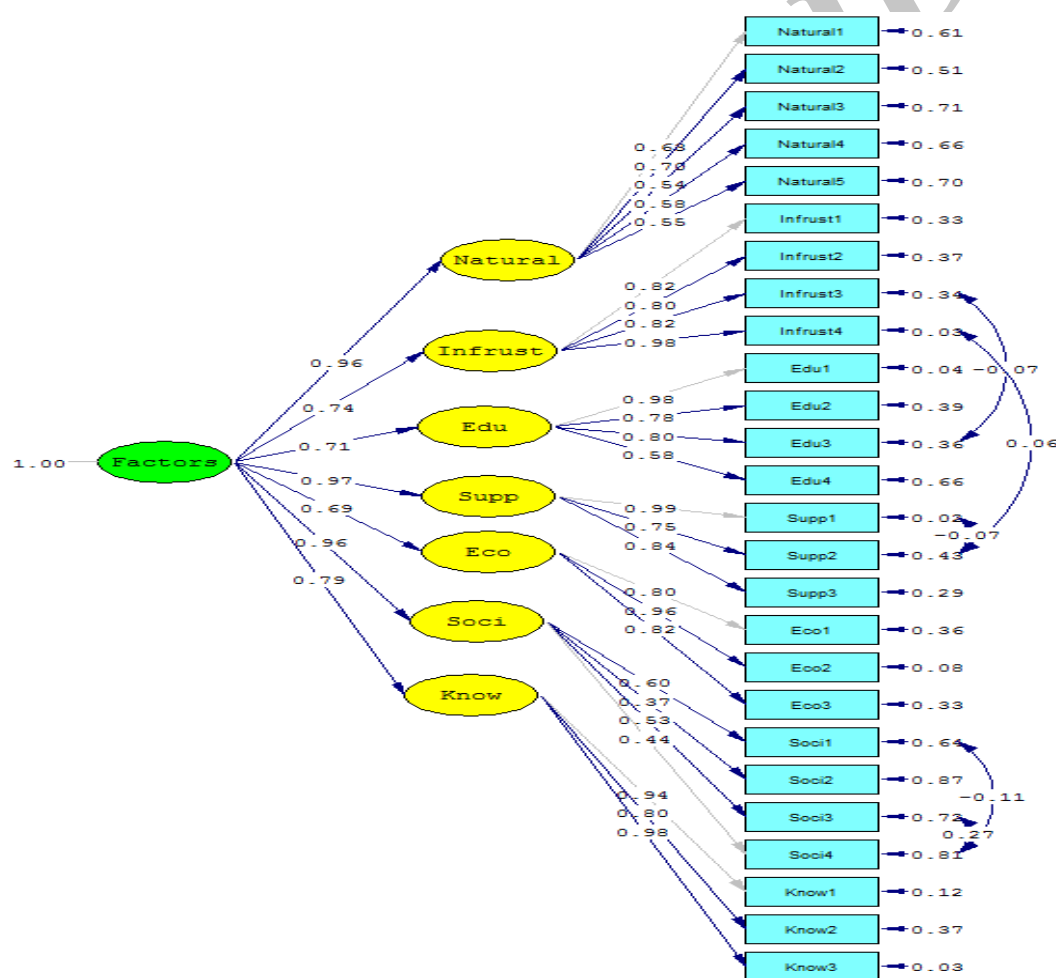 Natural1 0.61
Natural2 0.51
Natural3 0.71
0.63 Natural4 0.66
0.70
0.54 Natural5 0.70
0.58
0.55 Infrust1 0.33
Natural Infrust2 0.37
0.82 Infrust3 0.34
0.80
0.82 Infrust4 0.03
0.98
Infrust
0.96 Edu1 0.04 -0.07
0.74 0.98 Edu2 0.39
0.78
Edu 0.80 Edu3 0.36 0.06
0.71 0.58
1.00 Factors
0.97 Edu4 0.66
Supp 0.99 Supp1 0.02
0.69 0.75 -0.07
0.84 Supp2 0.43
0.96 Eco
0.79 0.80 Supp3 0.29
0.96
0.82 Eco1 0.36
Soci Eco2 0.08
0.60
0.37 Eco3 0.33
Know 0.53
0.44 Soci1 0.64
Soci2 0.87
0.94 -0.11
0.80 Soci3 0.72
0.98 0.27
Soci4 0.81
Know1 0.12
Know2 0.37
Know3 0.03